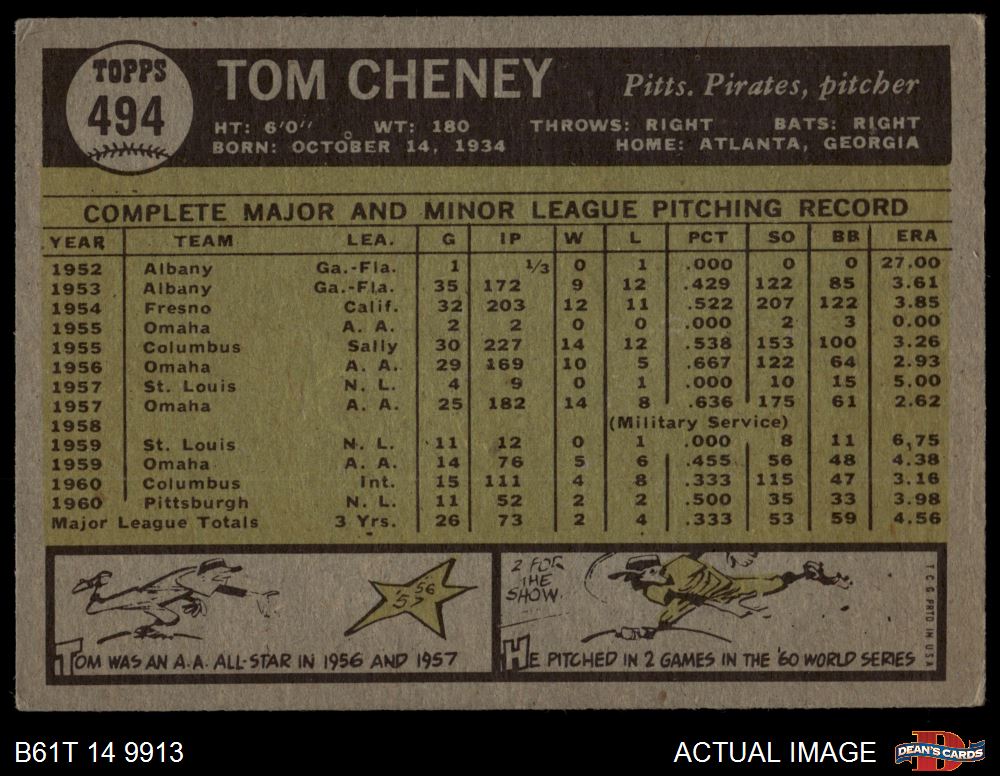 TOPPS
494
TOM CHENEY
Pitts. Pirates, pitcher
HT: 6'0" WT: 180 THROWS: RIGHT BATS: RIGHT
BORN: OCTOBER 14, 1934 HOME: ATLANTA, GEORGIA
COMPLETE MAJOR AND MINOR LEAGUE PITCHING RECORD
YEAR TEAM LEA. G IP W L PCT SO BB ERA
1952 Albany Ga.-Fla. 1 1/3 0 1 .000 0 0 27.00
1953 Albany Ga.-Fla. 35 172 9 12 .429 122 85 3.61
1954 Fresno Calif. 32 203 12 11 .522 207 122 3.85
1955 Omaha A. A. 2 2 0 0 .000 2 3 0.00
1955 Columbus Sally 30 227 14 12 .538 153 100 3.26
1956 Omaha A. A. 29 169 10 5 .667 122 64 2.93
1957 St. Louis N. L. 4 9 0 1 .000 10 15 5.00
1957 Omaha A. A. 25 182 14 8 .636 175 61 2.62
1958 (Military Service)
1959 St. Louis N. L. 11 12 0 1 .000 8 11 6.75
1959 Omaha A. A. 14 76 5 6 .455 56 48 4.38
1960 Columbus Int. 15 111 4 8 .333 115 47 3.16
1960 Pittsburgh N. L. 11 52 2 2 .500 35 33 3.98
Major League Totals 3 Yrs. 26 73 2 4 .333 53 59 4.56
'56
'57
TOM WAS AN A.A. ALL-STAR IN 1956 AND 1957
2 FOR
THE
SHOW.
HE PITCHED IN 2 GAMES IN THE '60 WORLD SERIES
T.C.G. PRTD IN USA
B61T 14 9913
ACTUAL IMAGE
DEAN'S CARDS